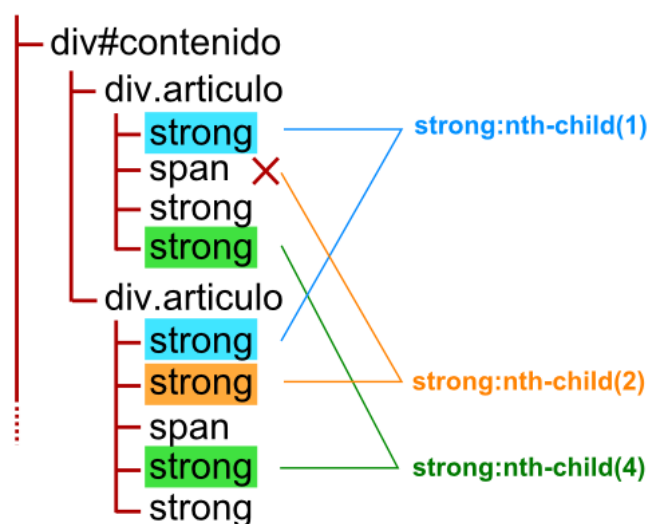 div#contenido
div.articulo
strong
strong:nth-child(1)
span
strong
strong
div.articulo
strong
strong
strong:nth-child(2)
span
strong
strong:nth-child(4)
strong